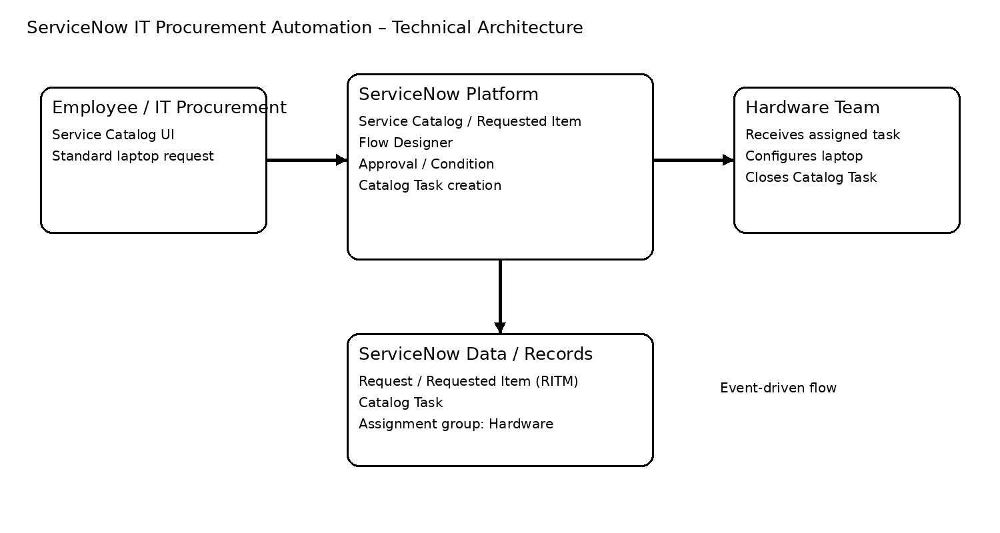 ServiceNow IT Procurement Automation – Technical Architecture
Employee / IT Procurement
Service Catalog UI
Standard laptop request
ServiceNow Platform
Service Catalog / Requested Item
Flow Designer
Approval / Condition
Catalog Task creation
Hardware Team
Receives assigned task
Configures laptop
Closes Catalog Task
ServiceNow Data / Records
Request / Requested Item (RITM)
Catalog Task
Assignment group: Hardware
Event-driven flow